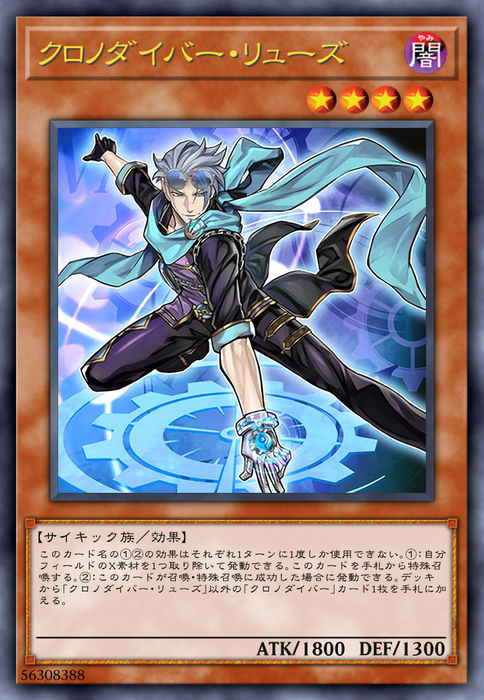 クロノダイバー・リューズ
やみ
闇
【サイキック族／効果】
このカード名の①②の効果はそれぞれ1ターンに1度しか使用できない。①：自分
フィールドのX素材を1つ取り除いて発動できる。このカードを手札から特殊召
喚する。②：このカードが召喚・特殊召喚に成功した場合に発動できる。デッキ
から「クロノダイバー・リューズ」以外の「クロノダイバー」カード1枚を手札に加
える。
ATK/1800 DEF/1300
56308388